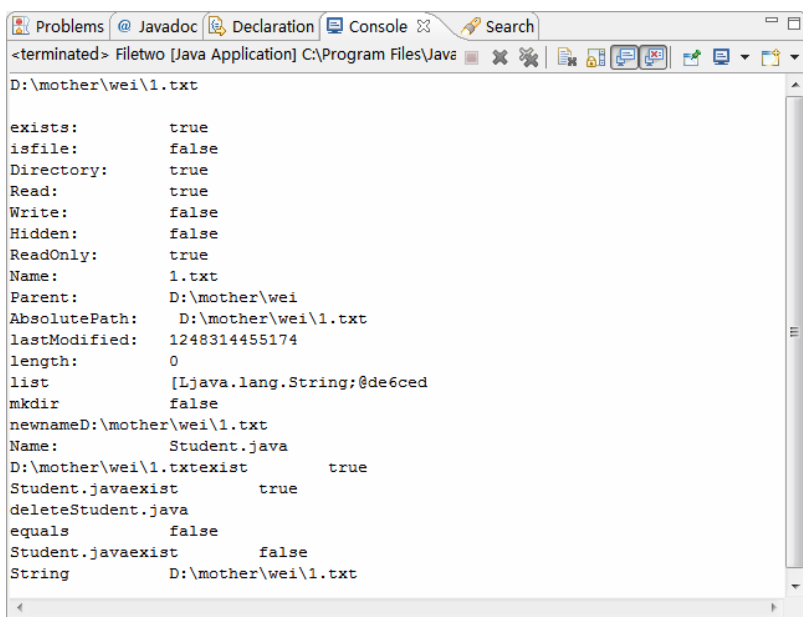 Problems @ Javadoc Declaration Console Search
<terminated> Filetwo [Java Application] C:\Program Files\Java
D:\mother\wei\1.txt
exists: true
isfile: false
Directory: true
Read: true
Write: false
Hidden: false
ReadOnly: true
Name: 1.txt
Parent: D:\mother\wei
AbsolutePath: D:\mother\wei\1.txt
lastModified: 1248314455174
length: 0
list [Ljava.lang.String;@de6ced
mkdir false
newnameD:\mother\wei\1.txt
Name: Student.java
D:\mother\wei\1.txtexist true
Student.javaexist true
deleteStudent.java
equals false
Student.javaexist false
String D:\mother\wei\1.txt